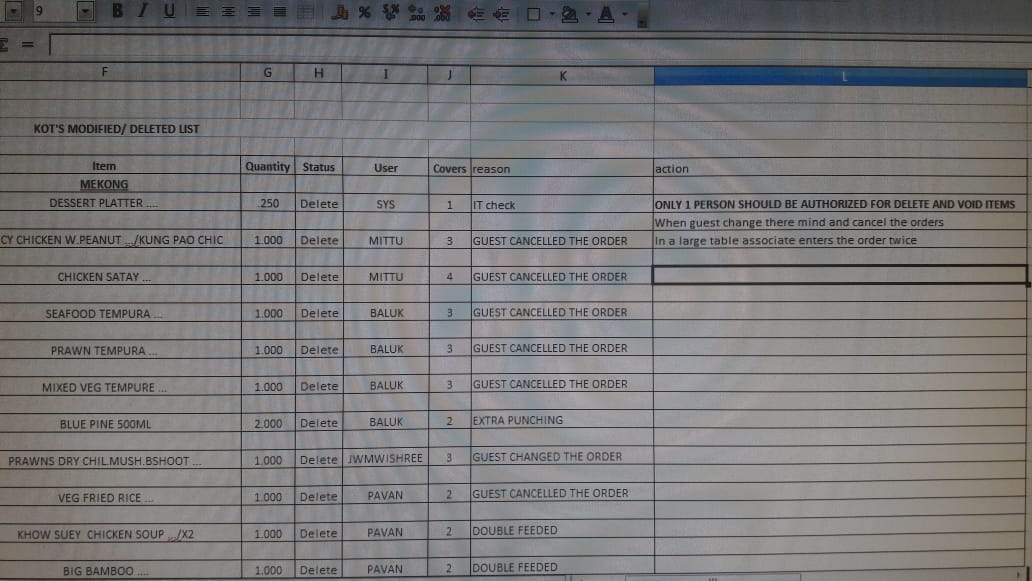 9 B I U %
=
F G H I J K L
KOT'S MODIFIED/ DELETED LIST
Item Quantity Status User Covers reason action
MEKONG
DESSERT PLATTER .... .250 Delete SYS 1 IT check ONLY 1 PERSON SHOULD BE AUTHORIZED FOR DELETE AND VOID ITEMS
When guest change there mind and cancel the orders
CY CHICKEN W.PEANUT .../KUNG PAO CHIC 1.000 Delete MITTU 3 GUEST CANCELLED THE ORDER In a large table associate enters the order twice
CHICKEN SATAY ... 1.000 Delete MITTU 4 GUEST CANCELLED THE ORDER
SEAFOOD TEMPURA ... 1.000 Delete BALUK 3 GUEST CANCELLED THE ORDER
PRAWN TEMPURA ... 1.000 Delete BALUK 3 GUEST CANCELLED THE ORDER
MIXED VEG TEMPURE ... 1.000 Delete BALUK 3 GUEST CANCELLED THE ORDER
BLUE PINE 500ML 2.000 Delete BALUK 2 EXTRA PUNCHING
PRAWNS DRY CHIL.MUSH.BSHOOT ... 1.000 Delete JWMWISHREE 3 GUEST CHANGED THE ORDER
VEG FRIED RICE ... 1.000 Delete PAVAN 2 GUEST CANCELLED THE ORDER
KHOW SUEY CHICKEN SOUP .../X2 1.000 Delete PAVAN 2 DOUBLE FEEDED
BIG BAMBOO .... 1.000 Delete PAVAN 2 DOUBLE FEEDED